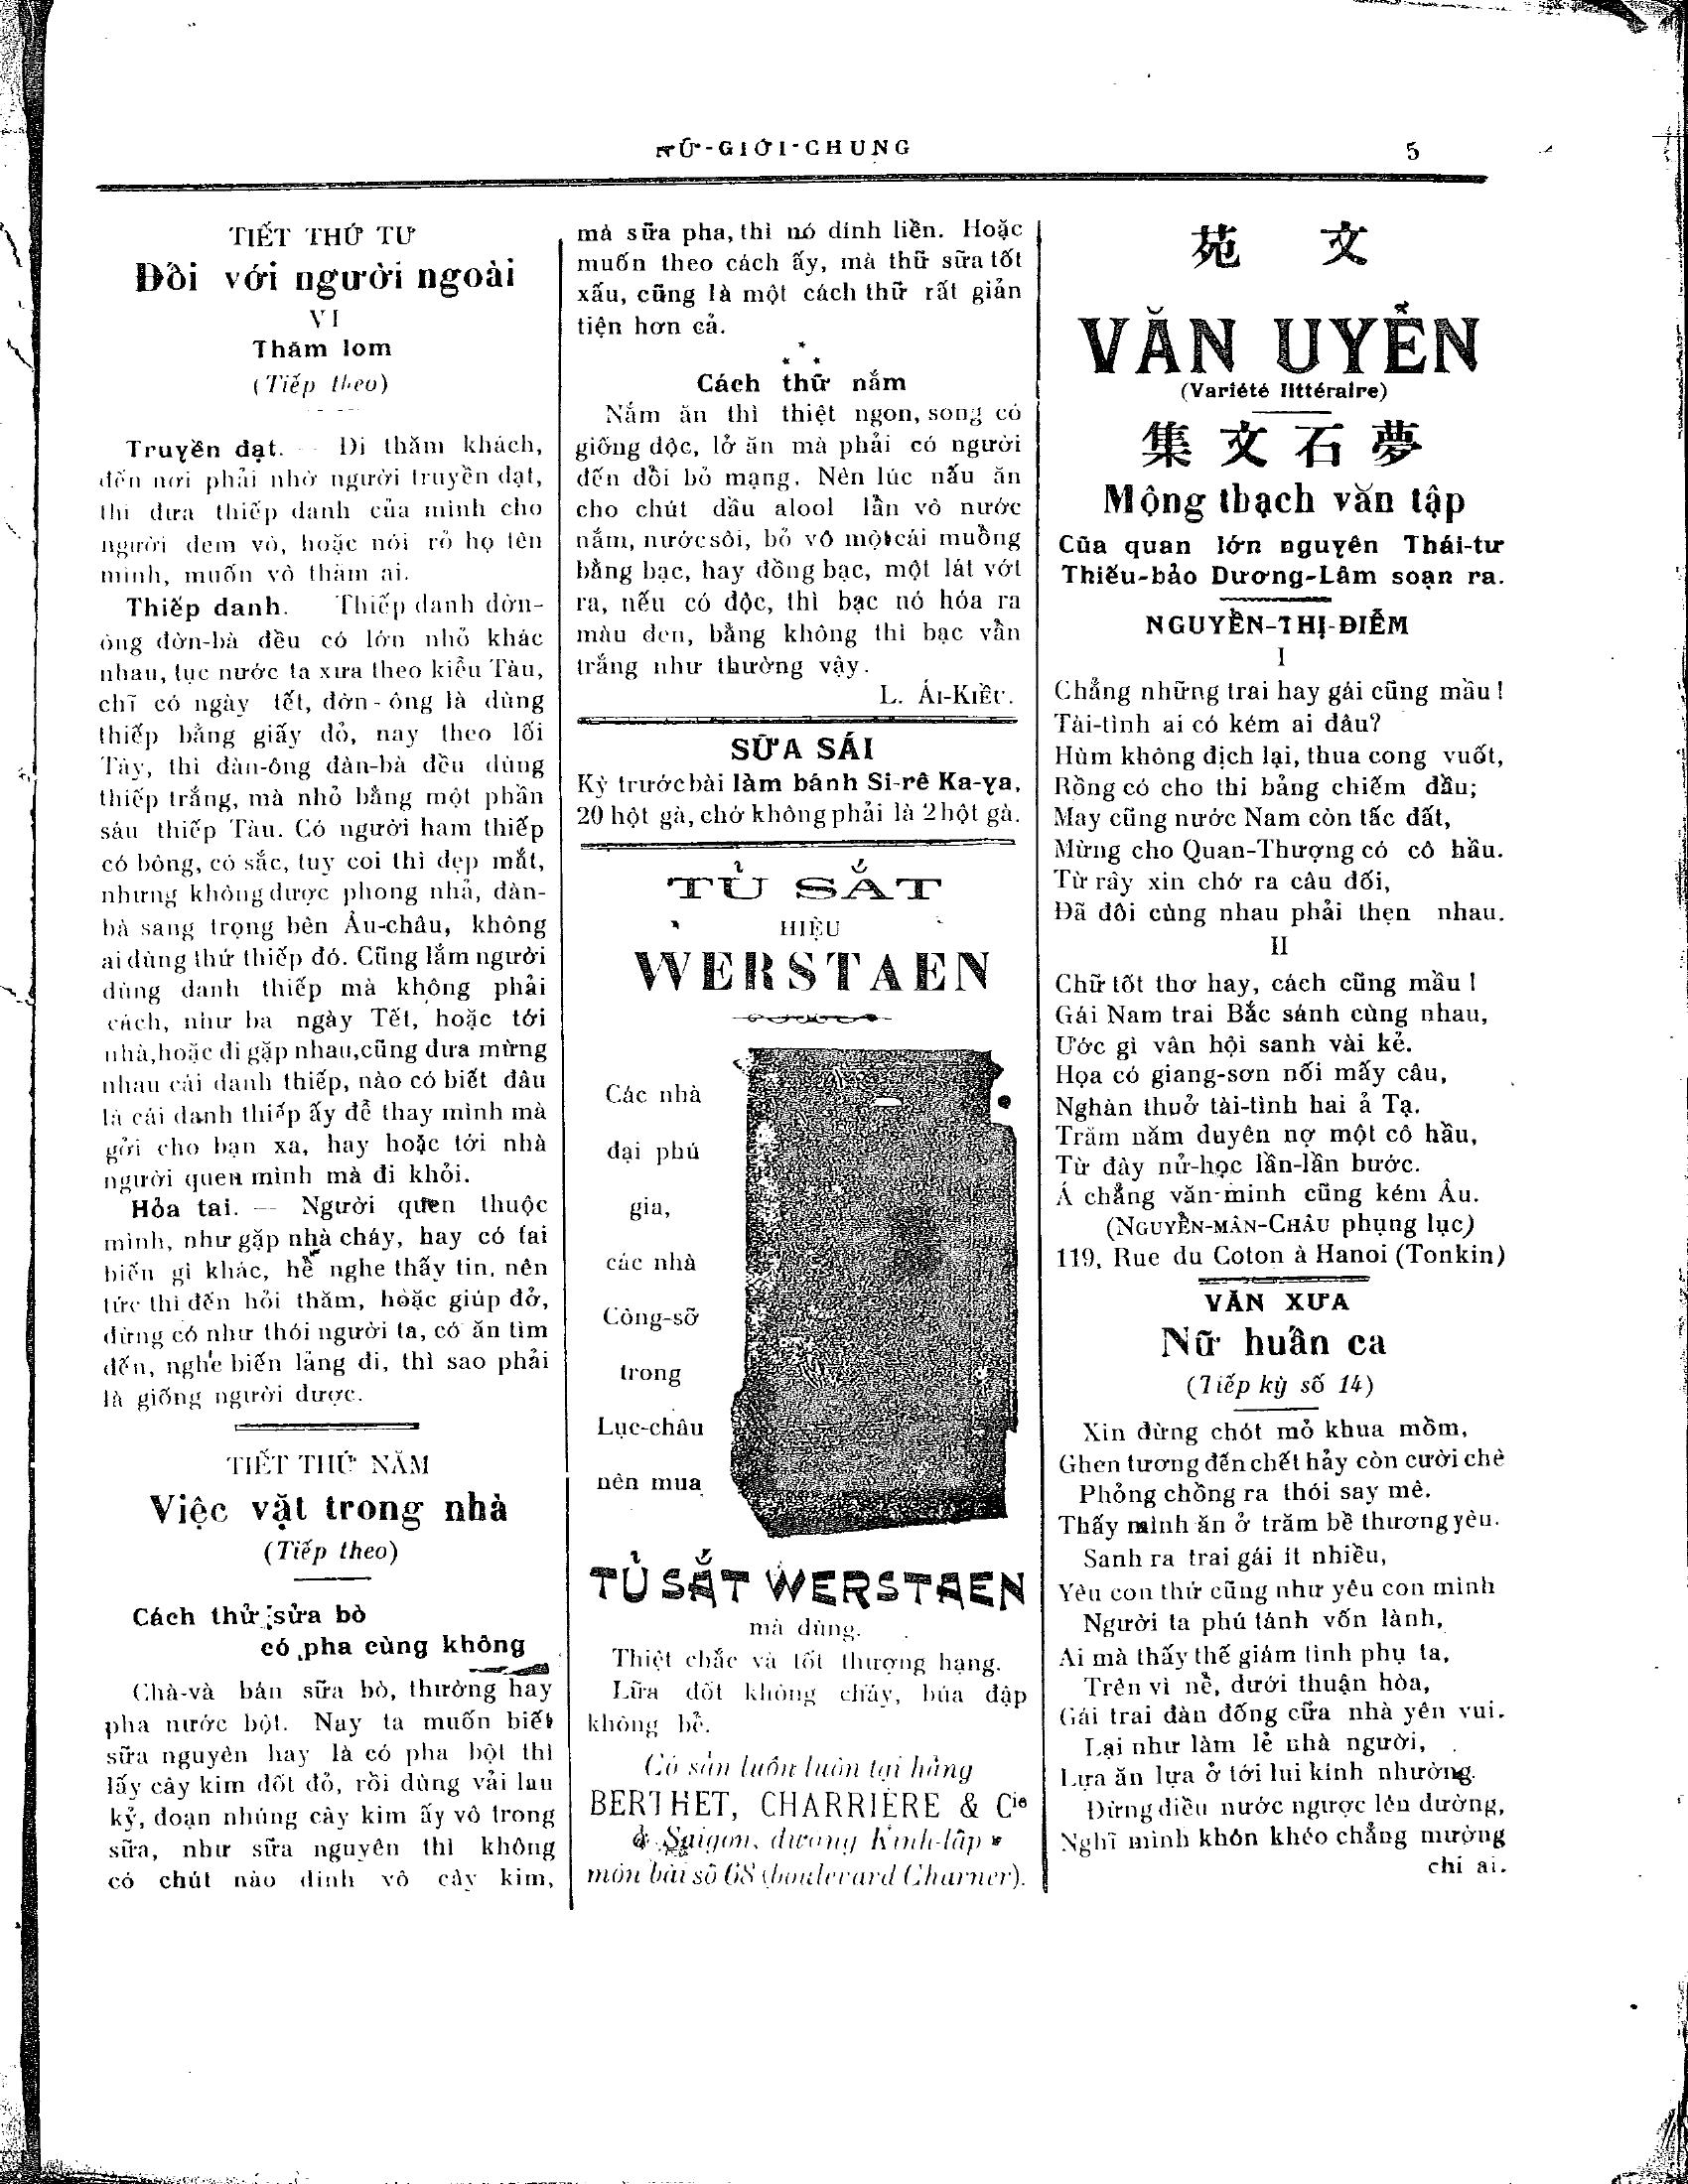 NỮ-GIỚI-CHUNG
5
TIẾT THỨ TƯ
Đối với người ngoài
VI
Thăm lom
(Tiếp theo)
Truyền đạt. — Đi thăm khách,
đến nơi phải nhờ người truyền đạt,
thì đưa thiếp danh của mình cho
người đem vô, hoặc nói rõ họ tên
mình, muốn vô thăm ai.
Thiếp danh. Thiếp danh đờn-
ông đờn-bà đều có lớn nhỏ khác
nhau, tục nước ta xưa theo kiểu Tàu,
chĩ có ngày tết, đờn-ông là dùng
thiếp bằng giấy đỏ, nay theo lối
Tày, thì đàn-ông đàn-bà đều dùng
thiếp trắng, mà nhỏ bằng một phần
sáu thiếp Tàu. Có người ham thiếp
có bông, có sắc, tuy coi thì đẹp mắt,
nhưng không được phong nhã, đàn-
bà sang trọng bên Âu-châu, không
ai dùng thứ thiếp đó. Cũng lắm người
dùng danh thiếp mà không phải
cách, như ba ngày Tết, hoặc tới
nhà, hoặc đi gặp nhau, cũng đưa mừng
nhau cái danh thiếp, nào có biết đâu
là cái danh thiếp ấy để thay mình mà
gởi cho bạn xa, hay hoặc tới nhà
người quen mình mà đi khỏi.
Hỏa tai. — Người quen thuộc
mình, như gặp nhà cháy, hay có tai
biến gì khác, hễ nghe thấy tin, nên
tức thì đến hỏi thăm, hoặc giúp đở,
đừng có như thói người ta, có ăn tìm
đến, nghe biến lảng đi, thì sao phải
là giống người được.
TIẾT THỨ NĂM
Việc vặt trong nhà
(Tiếp theo)
Cách thử sửa bò
có pha cùng không
Chà-và bán sữa bò, thường hay
pha nước bột. Nay ta muốn biết
sữa nguyên hay là có pha bột thì
lấy cây kim đốt đỏ, rồi dùng vải lau
kỷ, đoạn nhúng cây kim ấy vô trong
sữa, như sữa nguyên thì không
có chút nào dính vô cây kim,
mà sữa pha, thì nó dính liền. Hoặc
muốn theo cách ấy, mà thữ sữa tốt
xấu, cũng là một cách thữ rất giản
tiện hơn cả.
Cách thữ nấm
Nấm ăn thì thiệt ngon, song có
giống độc, lở ăn mà phải có người
đến đỗi bỏ mạng. Nên lúc nấu ăn
cho chút dầu alool lần vô nước
nấm, nước sôi, bỏ vô một cái muồng
bằng bạc, hay đồng bạc, một lát vớt
ra, nếu có độc, thì bạc nó hóa ra
màu đen, bằng không thì bạc vẫn
trắng như thường vậy.
L. ÁI-KIỀU.
SỮA SÁI
Kỳ trước bài làm bánh Si-rê Ka-ya,
20 hột gà, chớ không phải là 2 hột gà.
TỦ SẮT
HIỆU
WERSTAEN
Các nhà
đại phú
gia,
các nhà
Công-sỡ
trong
Lục-châu
nên mua
TỦ SẮT WERSTAEN
mà dùng.
Thiệt chắc và tốt thượng hạng.
Lữa đốt không cháy, búa đập
không bể.
Có sẳn luôn luôn tại hảng
BERTHET, CHARRIÈRE & Cie
ở Saigon, đường Kinh-lấp
môn bài số 68 (boulevard Charner).
苑 文
VĂN UYỂN
(Variété littéraire)
集文石夢
Mộng thạch văn tập
Của quan lớn nguyên Thái-tư
Thiếu-bảo Dương-Lâm soạn ra.
NGUYỄN-THỊ-ĐIỂM
I
Chẳng những trai hay gái cũng mầu!
Tài-tình ai có kém ai đâu?
Hùm không địch lại, thua cong vuốt,
Rồng có cho thi bảng chiếm đầu;
May cũng nước Nam còn tấc đất,
Mừng cho Quan-Thượng có cô hầu.
Từ rày xin chớ ra câu đối,
Đã đôi cùng nhau phải thẹn nhau.
II
Chữ tốt thơ hay, cách cũng mầu!
Gái Nam trai Bắc sánh cùng nhau,
Ước gì vân hội sanh vài kẻ.
Họa có giang-sơn nối mấy câu,
Nghàn thuở tài-tình hai ả Tạ.
Trăm năm duyên nợ một cô hầu,
Từ đây nử-học lần-lần bước.
Á chẳng văn-minh cũng kém Âu.
(NGUYỄN-MÂN-CHÂU phụng lục)
119, Rue du Coton à Hanoi (Tonkin)
VĂN XƯA
Nữ huấn ca
(Tiếp kỳ số 14)
Xin đừng chót mỏ khua mồm,
Ghen tương đến chết hảy còn cười chê
Phỏng chồng ra thói say mê.
Thấy mình ăn ở trăm bề thương yêu.
Sanh ra trai gái ít nhiều,
Yêu con thứ cũng như yêu con mình
Người ta phú tánh vốn lành,
Ai mà thấy thế giám tình phụ ta,
Trên vì nể, dưới thuận hòa,
Gái trai đàn đống cữa nhà yên vui.
Lại như làm lẽ nhà người,
Lựa ăn lựa ở tới lui kính nhường.
Đừng điều nước ngược lên đường,
Nghĩ mình khôn khéo chẳng mường
chi ai.